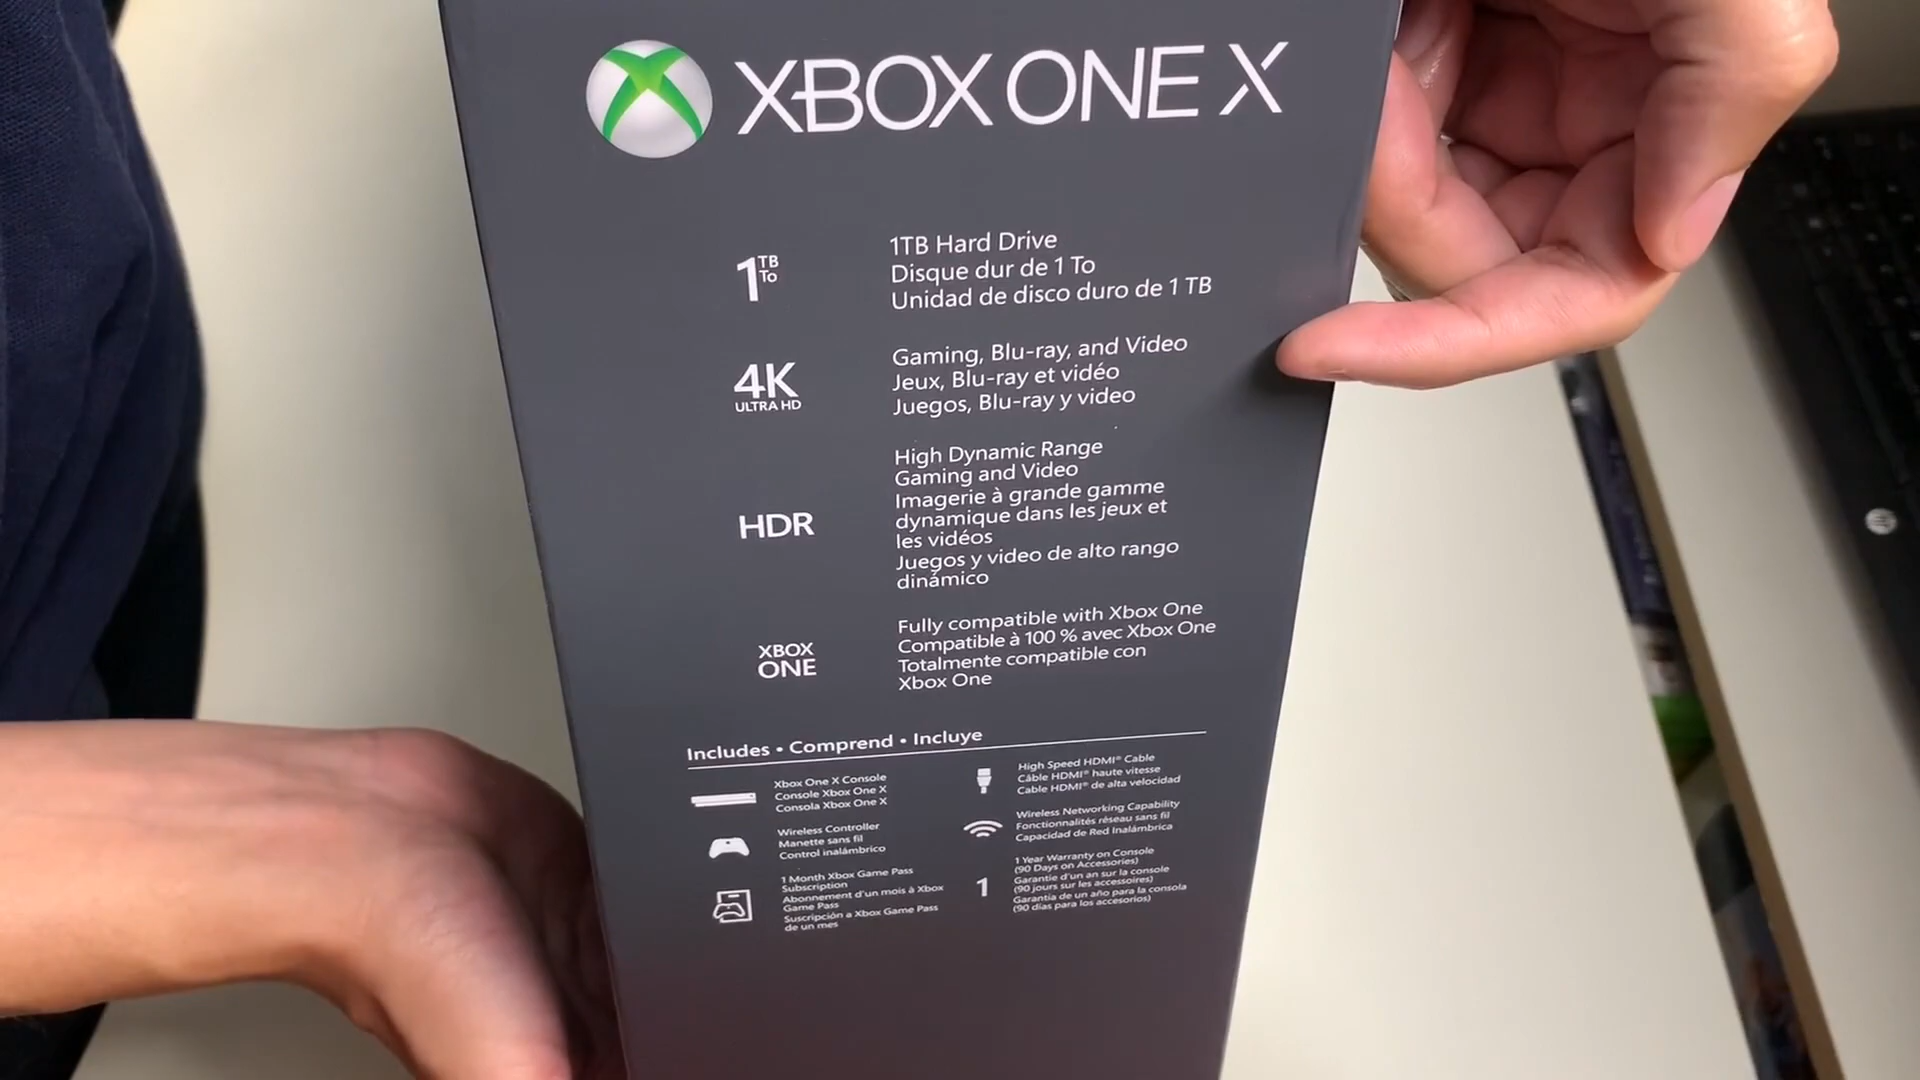 XBOX ONE X
1 TB To
1TB Hard Drive
Disque dur de 1 To
Unidad de disco duro de 1 TB
4K
ULTRA HD
Gaming, Blu-ray, and Video
Jeux, Blu-ray et vidéo
Juegos, Blu-ray y video
HDR
High Dynamic Range
Gaming and Video
Imagerie à grande gamme
dynamique dans les jeux et
les vidéos
Juegos y video de alto rango
dinámico
XBOX
ONE
Fully compatible with Xbox One
Compatible à 100 % avec Xbox One
Totalmente compatible con
Xbox One
Includes • Comprend • Incluye
Xbox One X Console
Console Xbox One X
Consola Xbox One X
Wireless Controller
Manette sans fil
Control inalámbrico
1 Month Xbox Game Pass
Subscription
Abonnement d'un mois à Xbox
Game Pass
Suscripción a Xbox Game Pass
de un mes
High Speed HDMI® Cable
Câble HDMI® haute vitesse
Cable HDMI® de alta velocidad
Wireless Networking Capability
Fonctionnalités réseau sans fil
Capacidad de Red Inalámbrica
1
1 Year Warranty on Console
(90 Days on Accessories)
Garantie d'un an sur la console
(90 jours sur les accessoires)
Garantía de un año para la consola
(90 días para los accesorios)